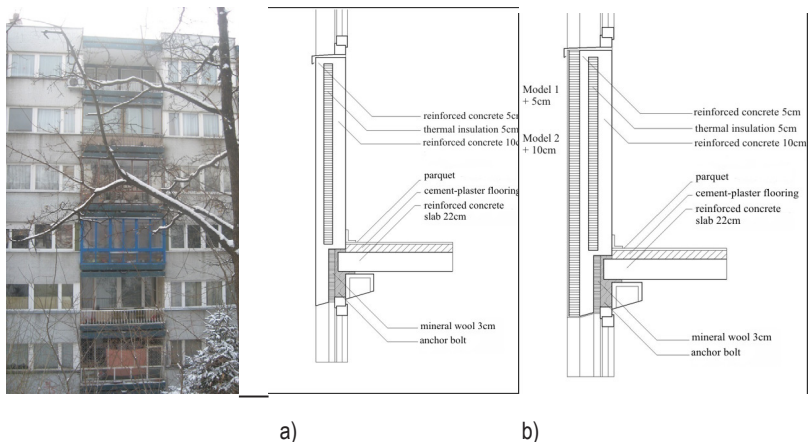 reinforced concrete 5cm
thermal insulation 5cm
reinforced concrete 10cm
parquet
cement-plaster flooring
reinforced concrete
slab 22cm
mineral wool 3cm
anchor bolt
a)
Model 1
+ 5cm
Model 2
+ 10cm
reinforced concrete 5cm
thermal insulation 5cm
reinforced concrete 10cm
parquet
cement-plaster flooring
reinforced concrete
slab 22cm
mineral wool 3cm
anchor bolt
b)